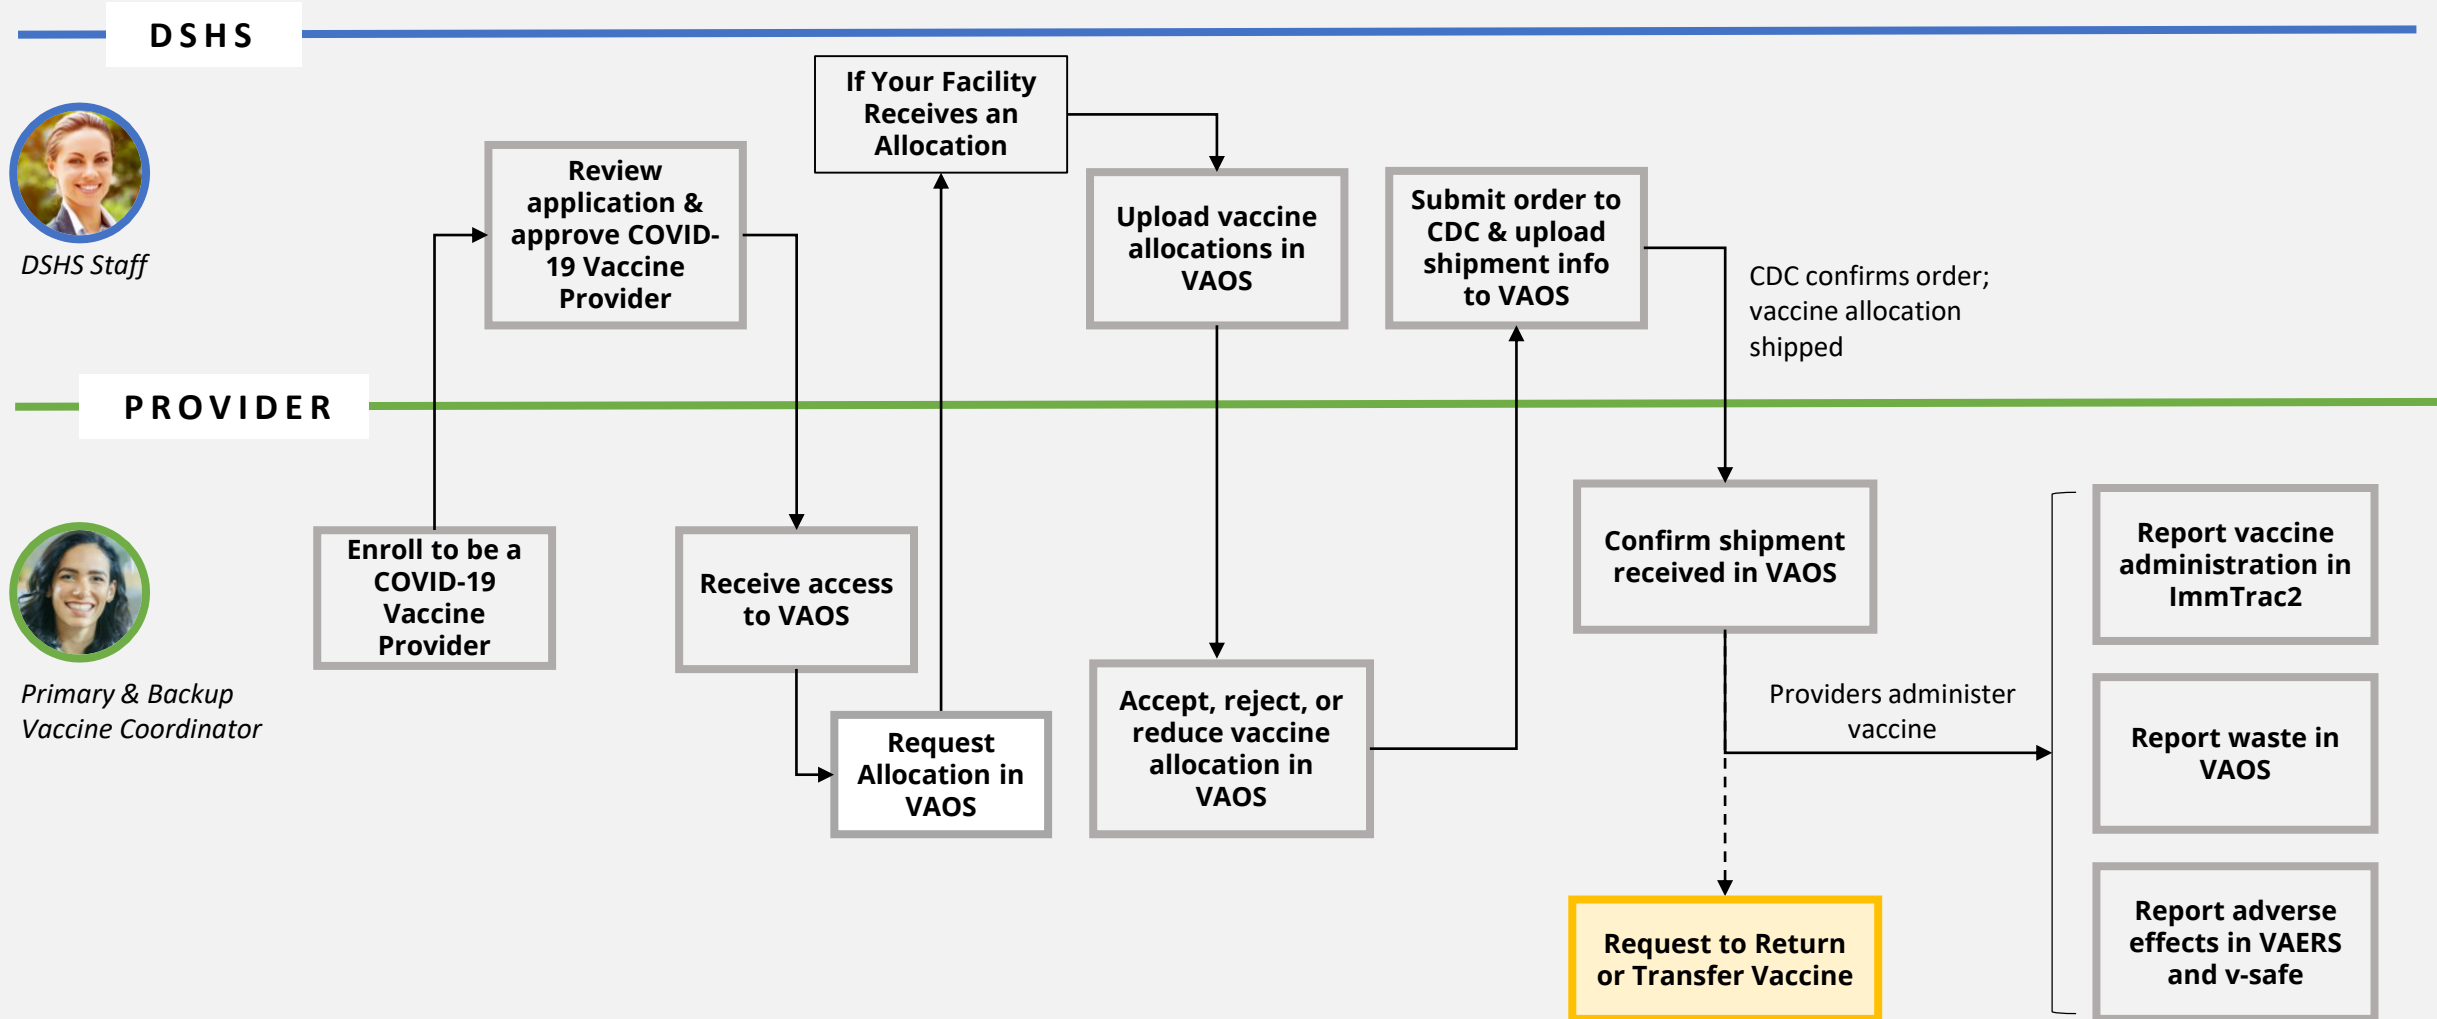 DSHS
If Your Facility
Receives an
Allocation
DSHS Staff
Review
application &
approve COVID-
19 Vaccine
Provider
Upload vaccine
allocations in
VAOS
Submit order to
CDC & upload
shipment info
to VAOS
CDC confirms order;
vaccine allocation
shipped
PROVIDER
Primary & Backup
Vaccine Coordinator
Enroll to be a
COVID-19
Vaccine
Provider
Receive access
to VAOS
Request
Allocation in
VAOS
Accept, reject, or
reduce vaccine
allocation in
VAOS
Confirm shipment
received in VAOS
Providers administer
vaccine
Request to Return
or Transfer Vaccine
Report vaccine
administration in
ImmTrac2
Report waste in
VAOS
Report adverse
effects in VAERS
and v-safe